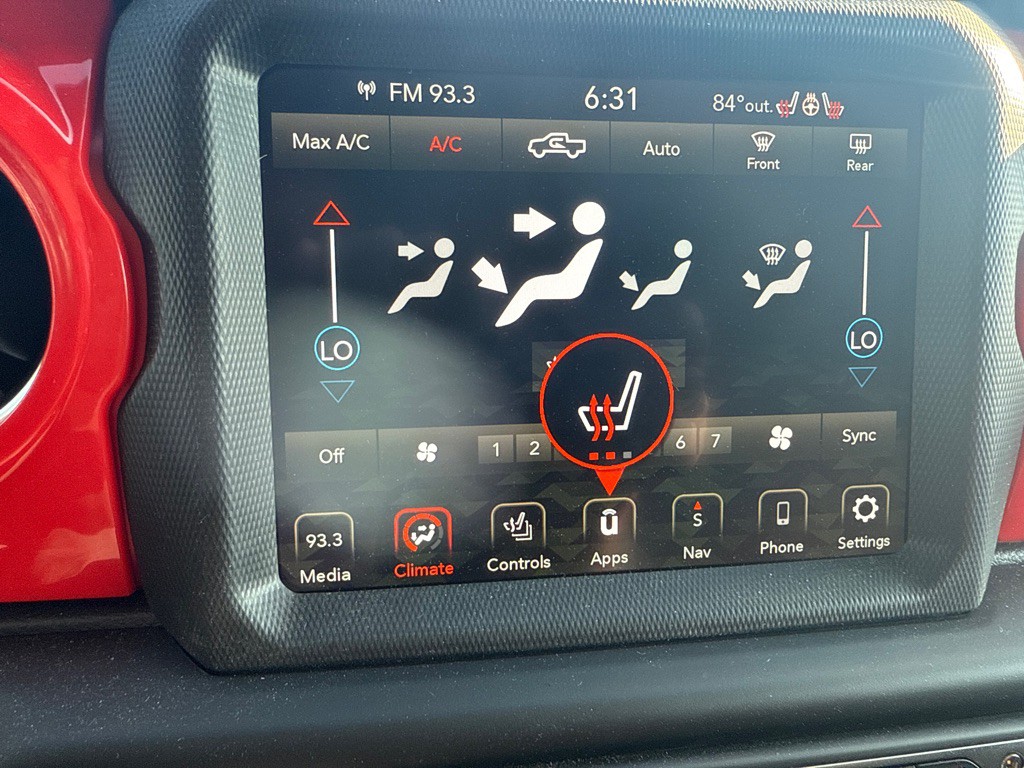 FM 93.3
6:31
84°out.
Max A/C
A/C
Auto
Front
Rear
LO
LO
Off
1
2
6
7
Sync
93.3
Media
Climate
Controls
u
Apps
S
Nav
Phone
Settings